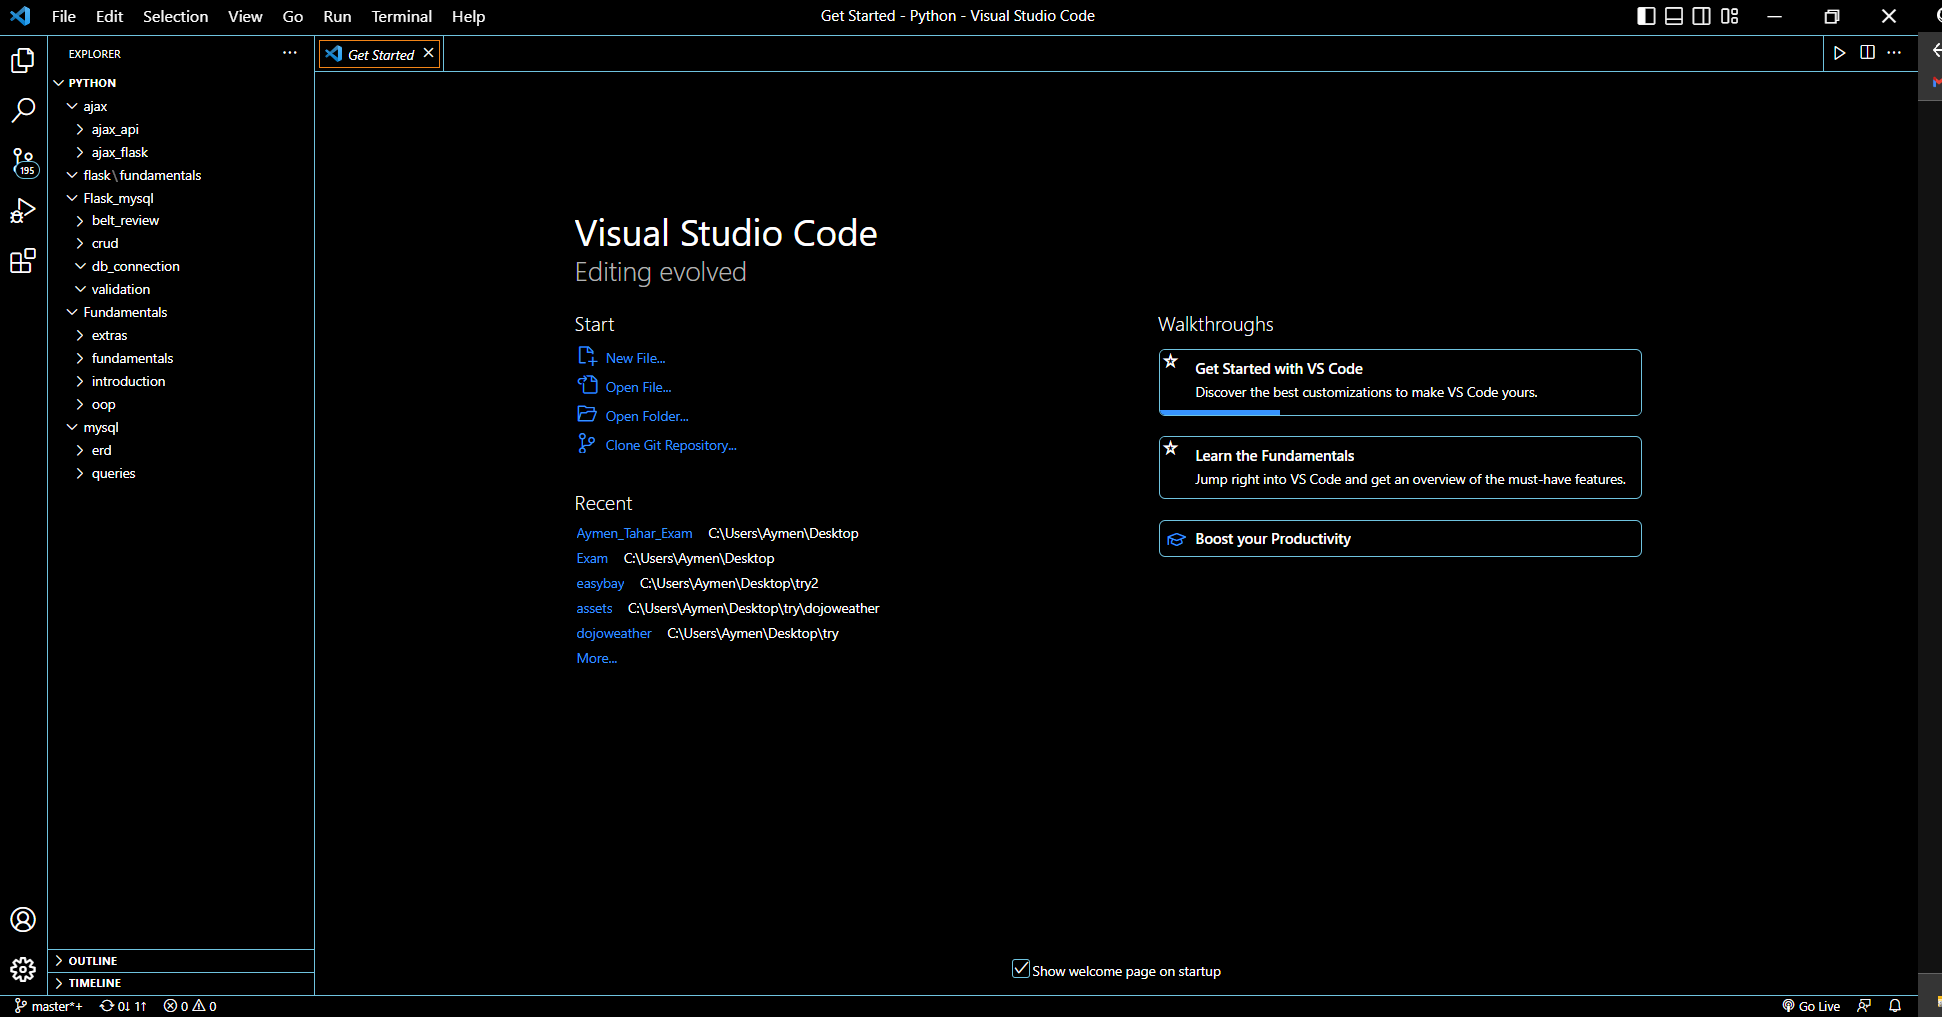 File Edit Selection View Go Run Terminal Help
Get Started - Python - Visual Studio Code
EXPLORER
PYTHON
ajax
ajax_api
ajax_flask
flask\fundamentals
Flask_mysql
belt_review
crud
db_connection
validation
Fundamentals
extras
fundamentals
introduction
oop
mysql
erd
queries
OUTLINE
TIMELINE
195
Get Started
Visual Studio Code
Editing evolved
Start
New File...
Open File...
Open Folder...
Clone Git Repository...
Recent
Aymen_Tahar_Exam C:\Users\Aymen\Desktop
Exam C:\Users\Aymen\Desktop
easybay C:\Users\Aymen\Desktop\try2
assets C:\Users\Aymen\Desktop\try\dojoweather
dojoweather C:\Users\Aymen\Desktop\try
More...
Walkthroughs
Get Started with VS Code
Discover the best customizations to make VS Code yours.
Learn the Fundamentals
Jump right into VS Code and get an overview of the must-have features.
Boost your Productivity
Show welcome page on startup
master*+ 0↓ 1↑ 0 0
Go Live